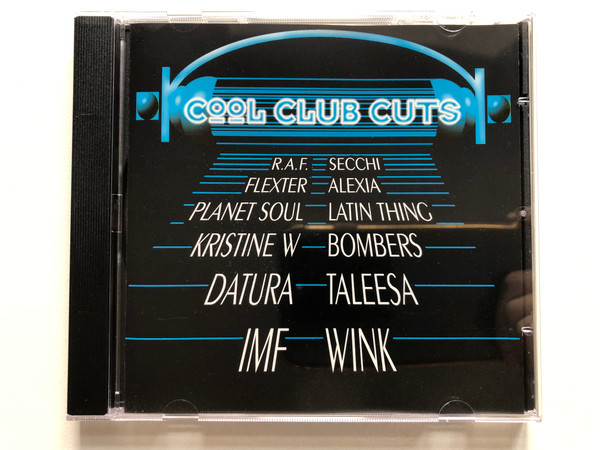 COOL CLUB CUTS
R.A.F. SECCHI
FLEXTER ALEXIA
PLANET SOUL LATIN THING
KRISTINE W BOMBERS
DATURA TALEESA
IMF WINK